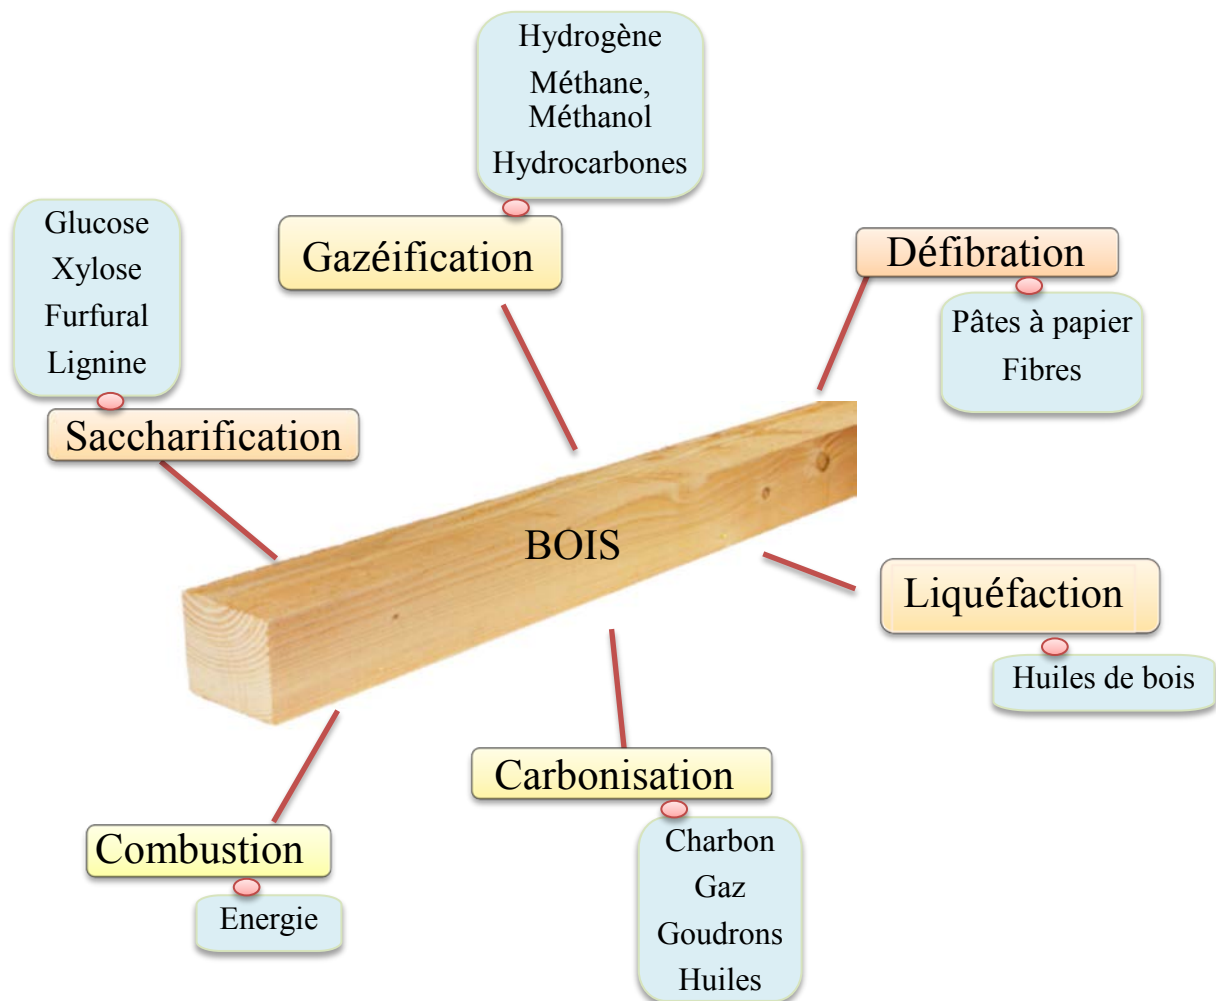 Hydrogène
Méthane,
Méthanol
Hydrocarbones
Gazéification
Glucose
Xylose
Furfural
Lignine
Saccharification
Défibration
Pâtes à papier
Fibres
BOIS
Liquéfaction
Huiles de bois
Carbonisation
Charbon
Gaz
Goudrons
Huiles
Combustion
Energie